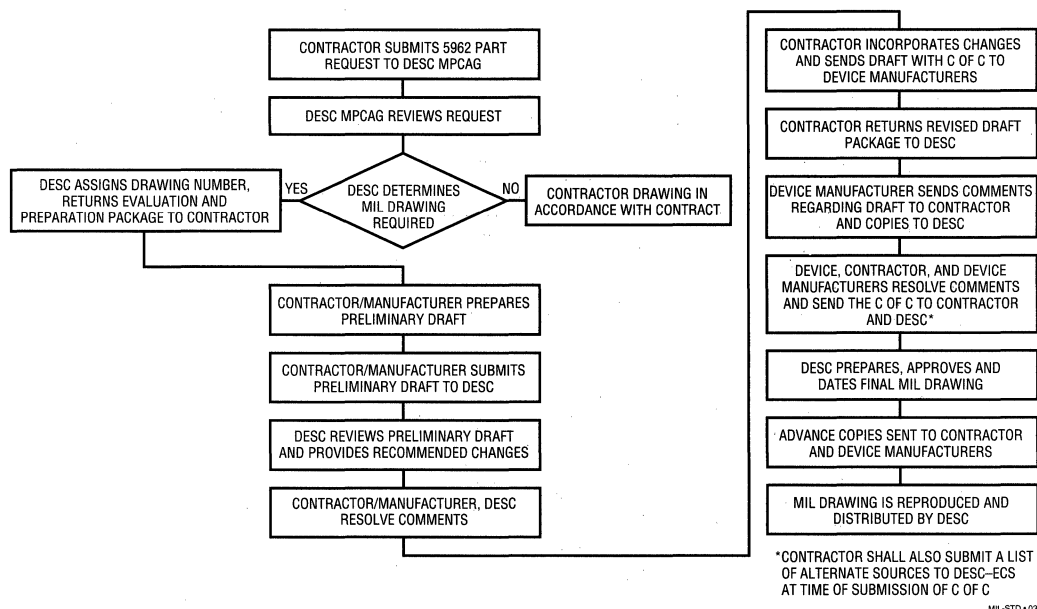 CONTRACTOR SUBMITS 5962 PART
REQUEST TO DESC MPCAG
DESC MPCAG REVIEWS REQUEST
DESC DETERMINES
MIL DRAWING
REQUIRED
YES
NO
DESC ASSIGNS DRAWING NUMBER,
RETURNS EVALUATION AND
PREPARATION PACKAGE TO CONTRACTOR
CONTRACTOR DRAWING IN
ACCORDANCE WITH CONTRACT.
CONTRACTOR/MANUFACTURER PREPARES
PRELIMINARY DRAFT
CONTRACTOR/MANUFACTURER SUBMITS
PRELIMINARY DRAFT TO DESC
DESC REVIEWS PRELIMINARY DRAFT
AND PROVIDES RECOMMENDED CHANGES
CONTRACTOR/MANUFACTURER, DESC
RESOLVE COMMENTS
CONTRACTOR INCORPORATES CHANGES
AND SENDS DRAFT WITH C OF C TO
DEVICE MANUFACTURERS
CONTRACTOR RETURNS REVISED DRAFT
PACKAGE TO DESC
DEVICE MANUFACTURER SENDS COMMENTS
REGARDING DRAFT TO CONTRACTOR
AND COPIES TO DESC
DEVICE, CONTRACTOR, AND DEVICE
MANUFACTURERS RESOLVE COMMENTS
AND SEND THE C OF C TO CONTRACTOR
AND DESC*
DESC PREPARES, APPROVES AND
DATES FINAL MIL DRAWING
ADVANCE COPIES SENT TO CONTRACTOR
AND DEVICE MANUFACTURERS
MIL DRAWING IS REPRODUCED AND
DISTRIBUTED BY DESC
*CONTRACTOR SHALL ALSO SUBMIT A LIST
OF ALTERNATE SOURCES TO DESC–ECS
AT TIME OF SUBMISSION OF C OF C
MIL-STD • 03